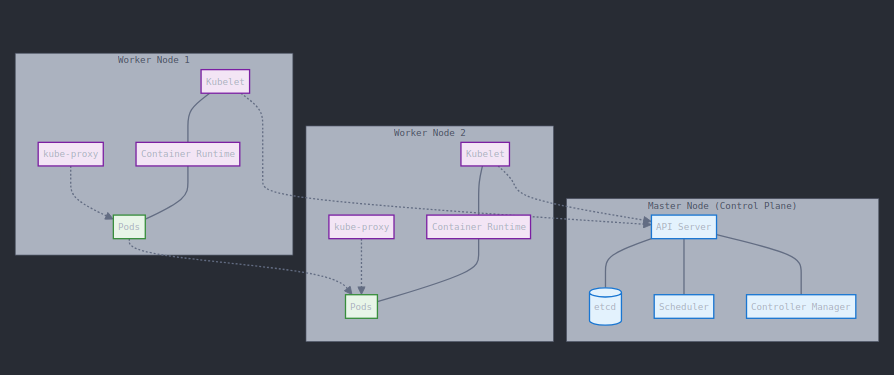 Worker Node 1
Kubelet
kube-proxy
Container Runtime
Pods
Worker Node 2
Kubelet
kube-proxy
Container Runtime
Pods
Master Node (Control Plane)
API Server
etcd
Scheduler
Controller Manager